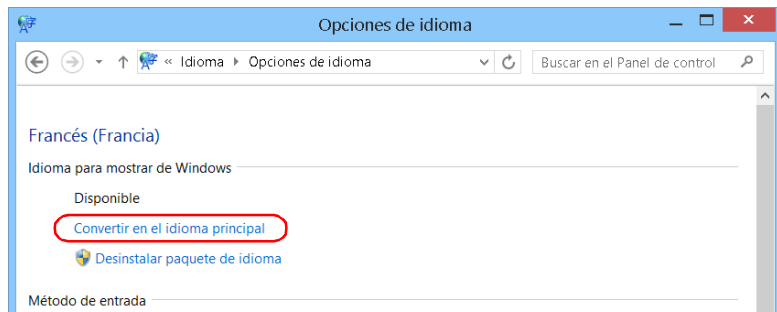 Opciones de idioma
« Idioma Opciones de idioma Buscar en el Panel de control
Francés (Francia)
Idioma para mostrar de Windows
Disponible
Convertir en el idioma principal
Desinstalar paquete de idioma
Método de entrada